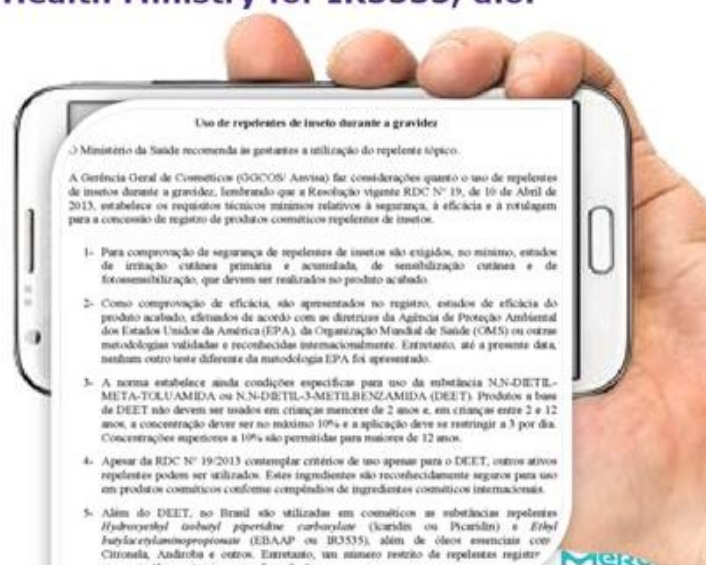 Health Ministry for IR3535, a.o.
Uso de repelentes de inseto durante a gravidez
O Ministério da Saúde recomenda às gestantes a utilização do repelente tópico.
A Gerência Geral de Cosméticos (GGCOS/ Anvisa) faz considerações quanto o uso de repelentes
de insetos durante a gravidez, lembrando que a Resolução vigente RDC N° 19, de 10 de Abril de
2013, estabelece os requisitos técnicos mínimos relativos à segurança, à eficácia e à rotulagem
para a concessão de registro de produtos cosméticos repelentes de insetos.
1- Para comprovação de segurança de repelentes de insetos são exigidos, no mínimo, estudos
de irritação cutânea primária e acumulada, de sensibilização cutânea e de
fotossensibilização, que devem ser realizados no produto acabado.
2- Como comprovação de eficácia, são apresentados no registro, estudos de eficácia do
produto acabado, efetuados de acordo com as diretrizes da Agência de Proteção Ambiental
dos Estados Unidos da América (EPA), da Organização Mundial de Saúde (OMS) ou outras
metodologias validadas e reconhecidas internacionalmente. Entretanto, até a presente data,
nenhum outro teste diferente da metodologia EPA foi apresentado.
3- A norma estabelece ainda condições específicas para uso da substância N,N-DIETIL-
META-TOLUAMIDA ou N,N-DIETIL-3-METILBENZAMIDA (DEET). Produtos a base
de DEET não devem ser usados em crianças menores de 2 anos e, em crianças entre 2 e 12
anos, a concentração dever ser no máximo 10% e a aplicação deve se restringir a 3 por dia.
Concentrações superiores a 10% são permitidas para maiores de 12 anos.
4- Apesar da RDC N° 19/2013 contemplar critérios de uso apenas para o DEET, outros ativos
repelentes podem ser utilizados. Estes ingredientes são reconhecidamente seguros para uso
em produtos cosméticos conforme compêndios de ingredientes cosméticos internacionais.
5- Além do DEET, no Brasil são utilizadas em cosméticos as substâncias repelentes
Hydroxyethyl isobutyl piperidine carboxylate (Icaridin ou Picaridin) e Ethyl
butylacetylaminopropionate (EBAAP ou IR3535), além de óleos essenciais com
Citronela, Andiroba e outros. Entretanto, um número restrito de repelentes registr